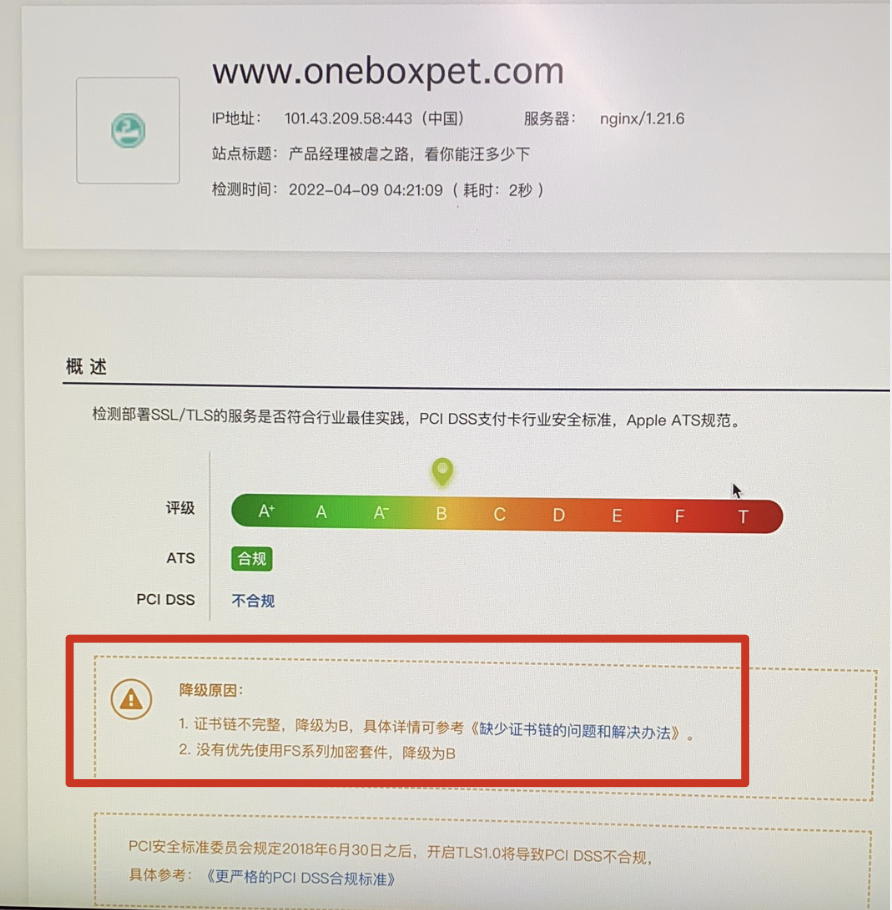 www.oneboxpet.com
IP地址： 101.43.209.58:443（中国） 服务器： nginx/1.21.6
站点标题：产品经理被虐之路，看你能汪多少下
检测时间：2022-04-09 04:21:09 （ 耗时：2秒 ）
概 述
检测部署SSL/TLS的服务是否符合行业最佳实践，PCI DSS支付卡行业安全标准，Apple ATS规范。
评级 A+ A A- B C D E F T
ATS 合规
PCI DSS 不合规
降级原因：
1. 证书链不完整，降级为B，具体详情可参考《缺少证书链的问题和解决办法》。
2. 没有优先使用FS系列加密套件，降级为B
PCI安全标准委员会规定2018年6月30日之后，开启TLS1.0将导致PCI DSS不合规，
具体参考：《更严格的PCI DSS合规标准》